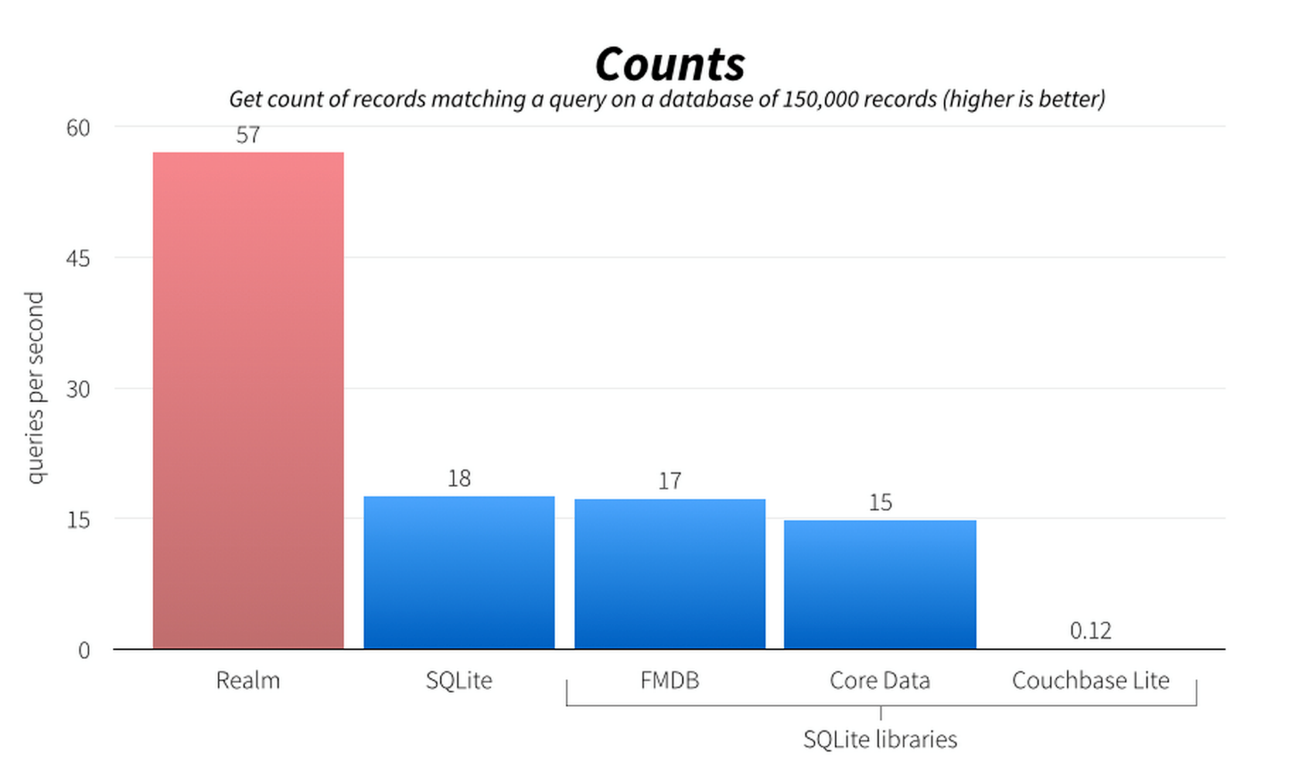 Counts
Get count of records matching a query on a database of 150,000 records (higher is better)
60
57
45
queries per second
30
18
17
15
15
0.12
0
Realm
SQLite
FMDB
Core Data
Couchbase Lite
SQLite libraries